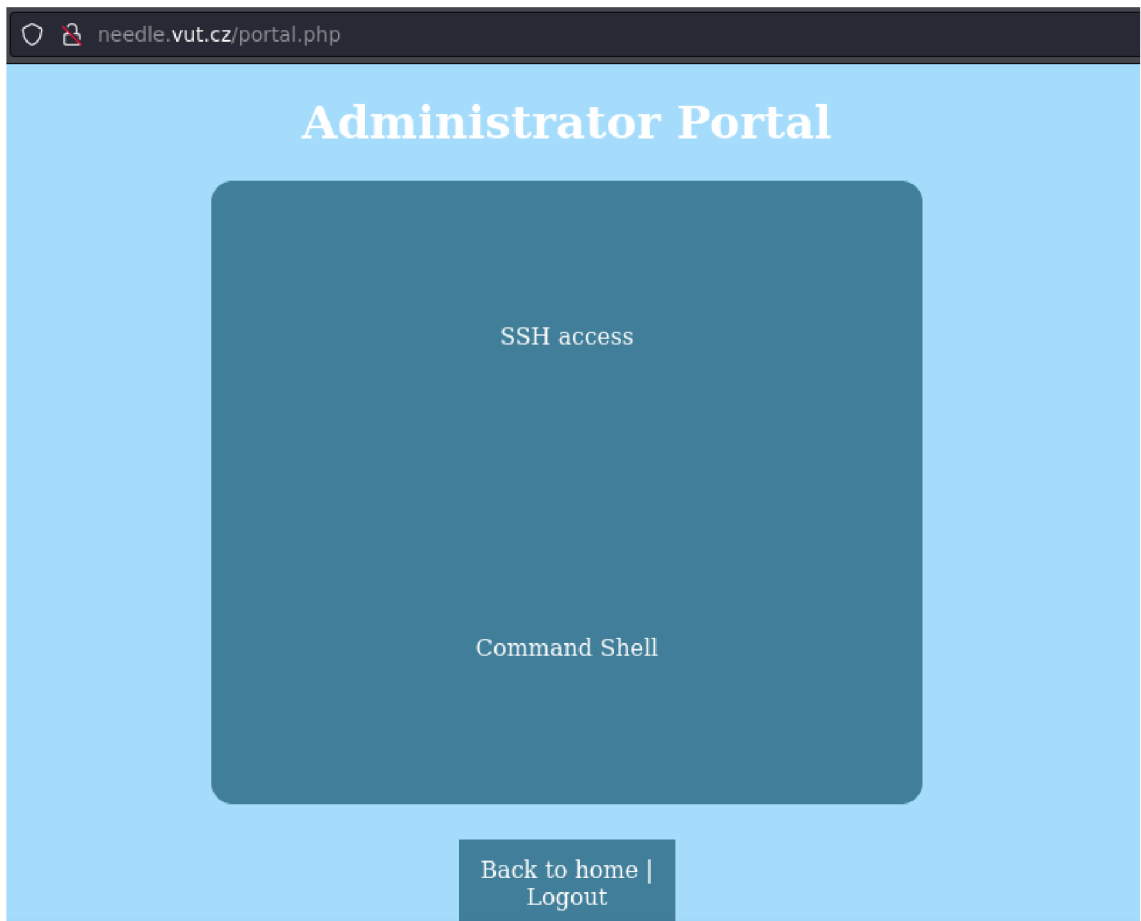 needle.vut.cz/portal.php
Administrator Portal
SSH access
Command Shell
Back to home |
Logout